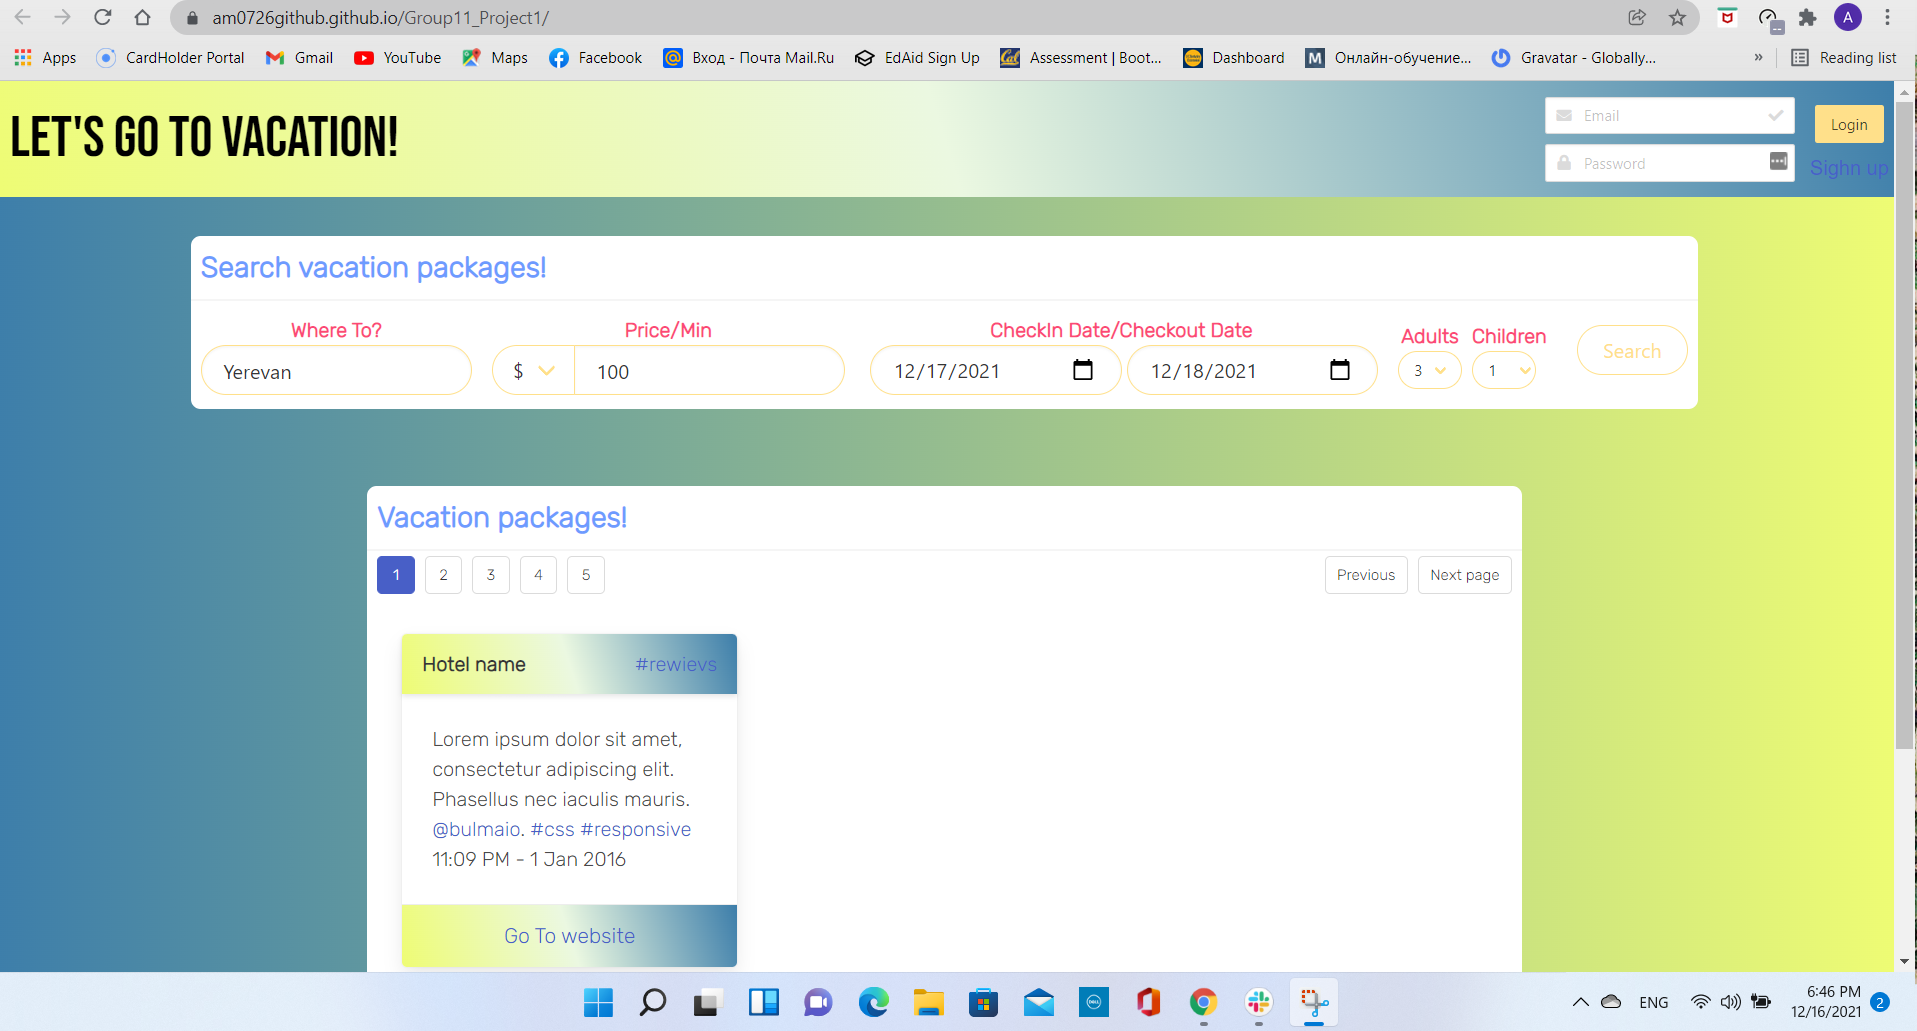 am0726github.github.io/Group11_Project1/
A
Apps CardHolder Portal Gmail YouTube Maps Facebook Вход - Почта Mail.Ru EdAid Sign Up Cal Assessment | Boot... Dashboard M Онлайн-обучение... Gravatar - Globally... » Reading list
LET'S GO TO VACATION!
Email
Login
Password
Sighn up
Search vacation packages!
Where To? Price/Min CheckIn Date/Checkout Date Adults Children
Yerevan $ 100 12/17/2021 12/18/2021 3 1 Search
Vacation packages!
1 2 3 4 5 Previous Next page
Hotel name #rewievs
Lorem ipsum dolor sit amet,
consectetur adipiscing elit.
Phasellus nec iaculis mauris.
@bulmaio. #css #responsive
11:09 PM - 1 Jan 2016
Go To website
ENG
6:46 PM
12/16/2021
2